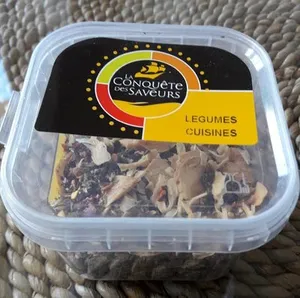 LA
CONQUÊTE
DES SAVEURS
LEGUMES
CUISINES